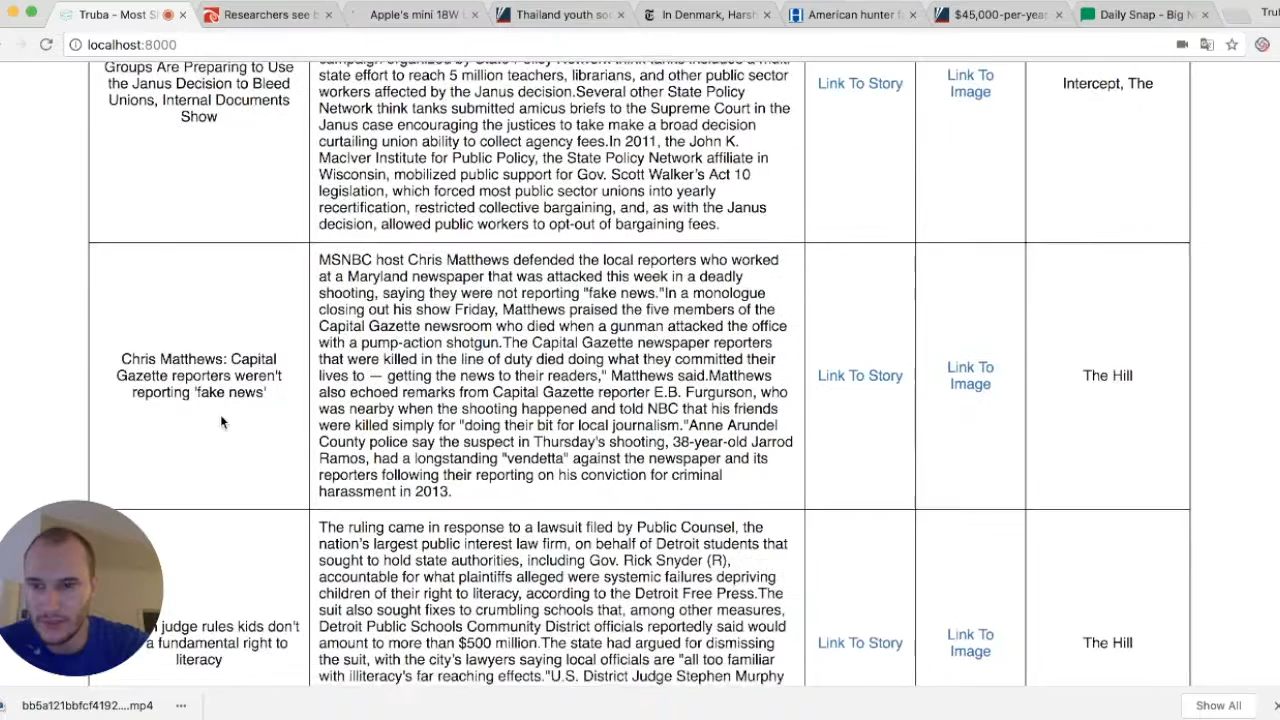 Truba - Most S
Researchers see b
Apple's mini 18W
Thailand youth so
In Denmark, Harsh
American hunter
$45,000-per-yea
Daily Snap - Big N
Tru
localhost:8000
Groups Are Preparing to Use
the Janus Decision to Bleed
Unions, Internal Documents
Show
state effort to reach 5 million teachers, librarians, and other public sector
workers affected by the Janus decision.Several other State Policy
Network think tanks submitted amicus briefs to the Supreme Court in the
Janus case encouraging the justices to take make a broad decision
curtailing union ability to collect agency fees.In 2011, the John K.
MacIver Institute for Public Policy, the State Policy Network affiliate in
Wisconsin, mobilized public support for Gov. Scott Walker's Act 10
legislation, which forced most public sector unions into yearly
recertification, restricted collective bargaining, and, as with the Janus
decision, allowed public workers to opt-out of bargaining fees.
Link To Story
Link To
Image
Intercept, The
Chris Matthews: Capital
Gazette reporters weren't
reporting 'fake news'
MSNBC host Chris Matthews defended the local reporters who worked
at a Maryland newspaper that was attacked this week in a deadly
shooting, saying they were not reporting "fake news."In a monologue
closing out his show Friday, Matthews praised the five members of the
Capital Gazette newsroom who died when a gunman attacked the office
with a pump-action shotgun.The Capital Gazette newspaper reporters
that were killed in the line of duty died doing what they committed their
lives to — getting the news to their readers," Matthews said.Matthews
also echoed remarks from Capital Gazette reporter E.B. Furgurson, who
was nearby when the shooting happened and told NBC that his friends
were killed simply for "doing their bit for local journalism."Anne Arundel
County police say the suspect in Thursday's shooting, 38-year-old Jarrod
Ramos, had a longstanding "vendetta" against the newspaper and its
reporters following their reporting on his conviction for criminal
harassment in 2013.
Link To Story
Link To
Image
The Hill
judge rules kids don't
a fundamental right to
literacy
The ruling came in response to a lawsuit filed by Public Counsel, the
nation's largest public interest law firm, on behalf of Detroit students that
sought to hold state authorities, including Gov. Rick Snyder (R),
accountable for what plaintiffs alleged were systemic failures depriving
children of their right to literacy, according to the Detroit Free Press.The
suit also sought fixes to crumbling schools that, among other measures,
Detroit Public Schools Community District officials reportedly said would
amount to more than $500 million.The state had argued for dismissing
the suit, with the city's lawyers saying local officials are "all too familiar
with illiteracy's far reaching effects."U.S. District Judge Stephen Murphy
Link To Story
Link To
Image
The Hill
bb5a121bbfcf4192....mp4
Show All